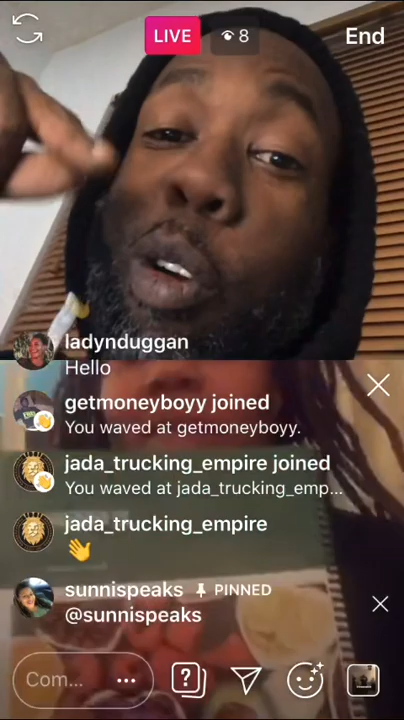 LIVE
8
End
ladynduggan
Hello
getmoneyboyy joined
You waved at getmoneyboyy.
jada_trucking_empire joined
You waved at jada_trucking_emp...
jada_trucking_empire
sunnispeaks PINNED
@sunnispeaks
Com...